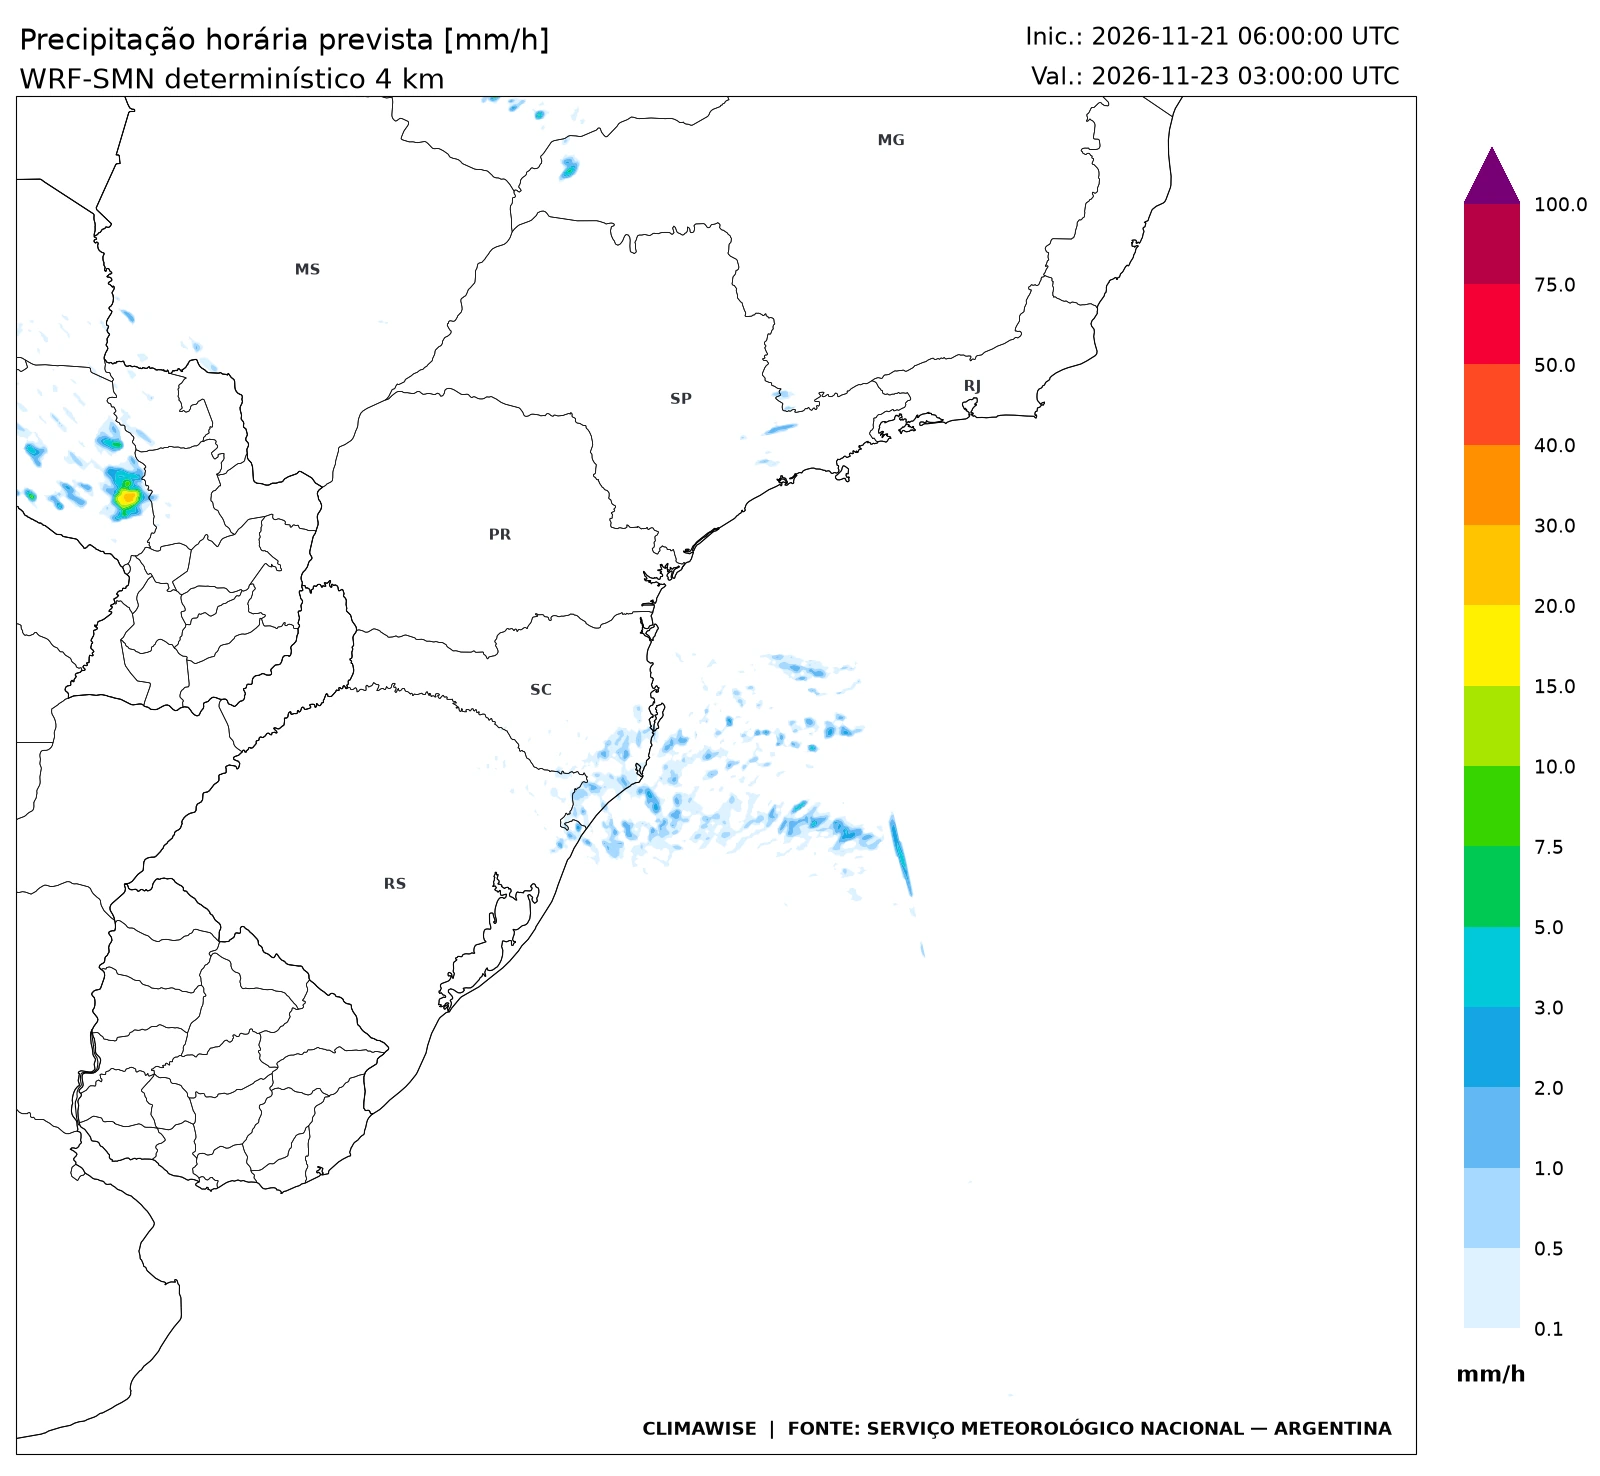 Precipitação horária prevista [mm/h]
WRF-SMN determinístico 4 km
Inic.: 2026-11-21 06:00:00 UTC
Val.: 2026-11-23 03:00:00 UTC
MG
MS
SP
RJ
PR
SC
RS
100.0
75.0
50.0
40.0
30.0
20.0
15.0
10.0
7.5
5.0
3.0
2.0
1.0
0.5
0.1
mm/h
CLIMAWISE | FONTE: SERVIÇO METEOROLÓGICO NACIONAL — ARGENTINA